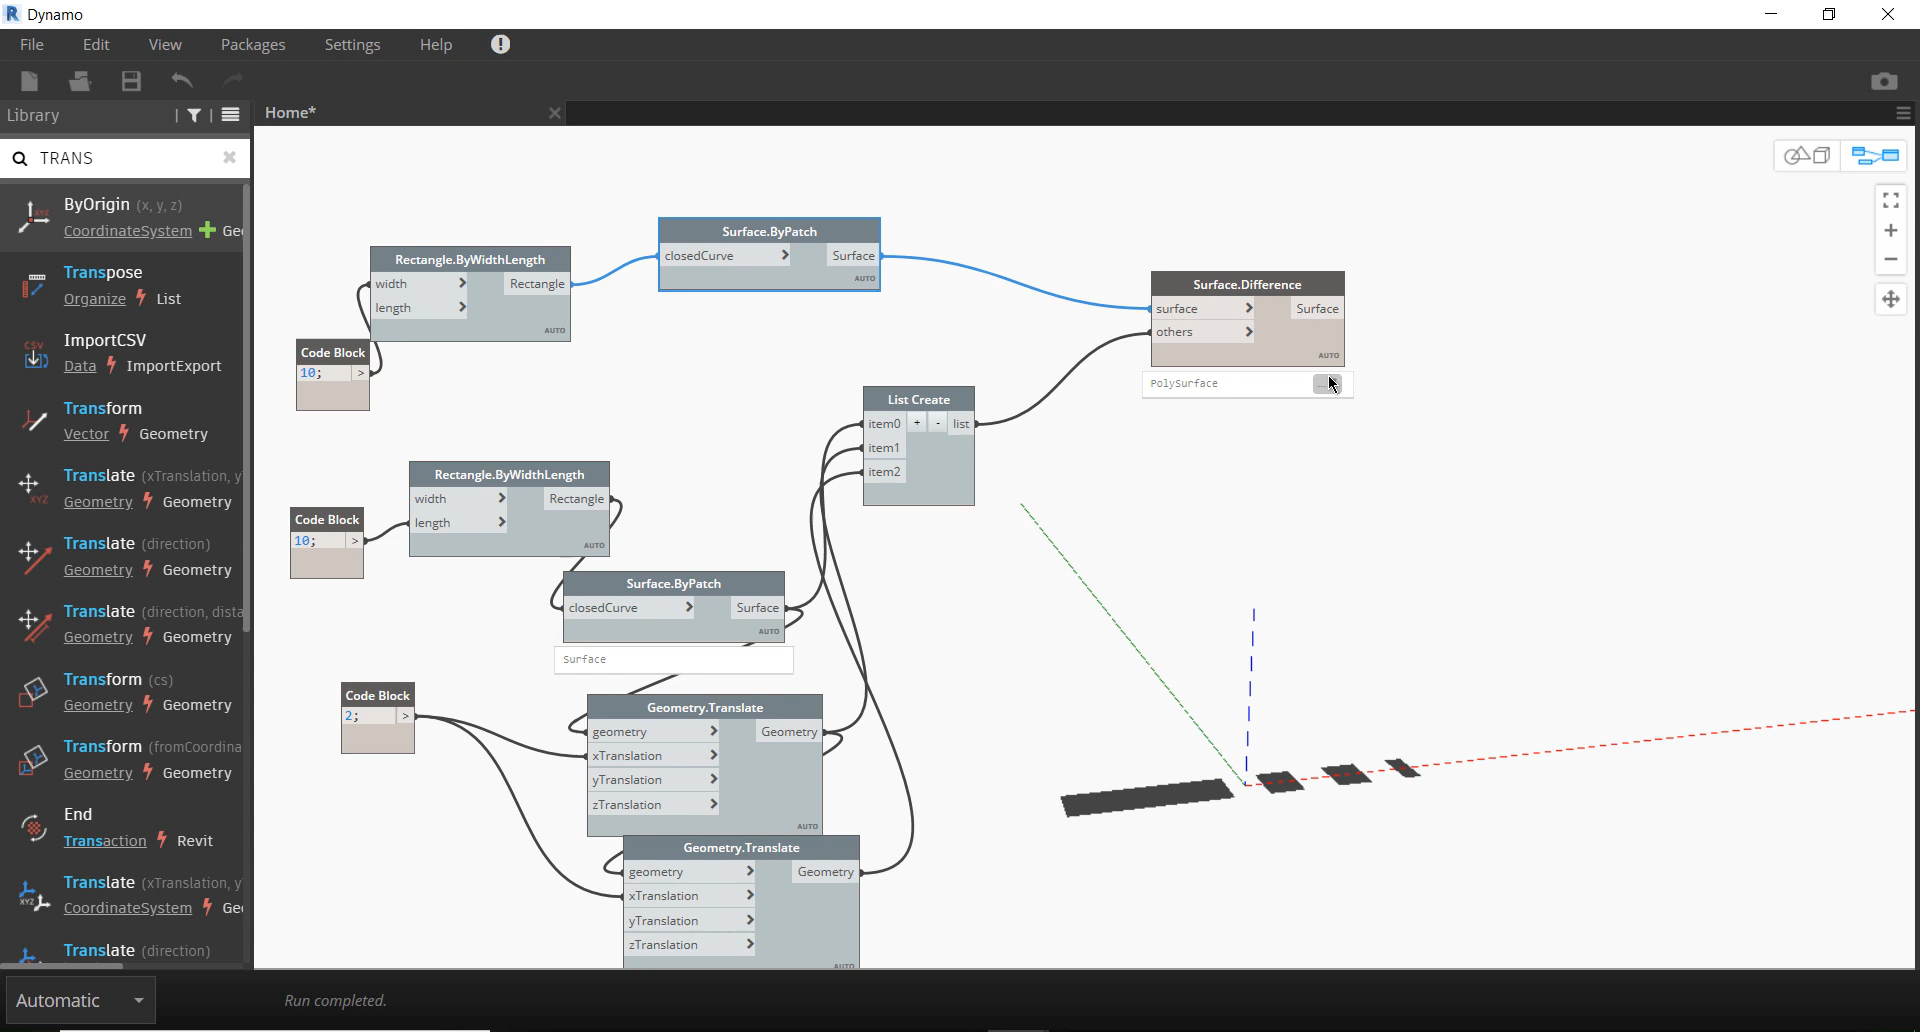 R Dynamo
File Edit View Packages Settings Help
Library
Home*
TRANS
ByOrigin (x, y, z)
CoordinateSystem
Transpose
Organize List
ImportCSV
Data ImportExport
Transform
Vector Geometry
Translate (xTranslation, y
Geometry Geometry
Translate (direction)
Geometry Geometry
Translate (direction, dista
Geometry Geometry
Transform (cs)
Geometry Geometry
Transform (fromCoordina
Geometry Geometry
End
Transaction Revit
Translate (xTranslation, y
CoordinateSystem
Translate (direction)
Rectangle.ByWidthLength
width > Rectangle
length >
AUTO
Code Block
10; >
Surface.ByPatch
closedCurve > Surface
AUTO
Surface.Difference
surface > Surface
others >
AUTO
PolySurface
List Create
item0 + - list
item1
item2
Rectangle.ByWidthLength
width > Rectangle
length >
AUTO
Code Block
10; >
Surface.ByPatch
closedCurve > Surface
AUTO
Surface
Code Block
2; >
Geometry.Translate
geometry > Geometry
xTranslation >
yTranslation >
zTranslation >
AUTO
Geometry.Translate
geometry > Geometry
xTranslation >
yTranslation >
zTranslation >
AUTO
Automatic
Run completed.